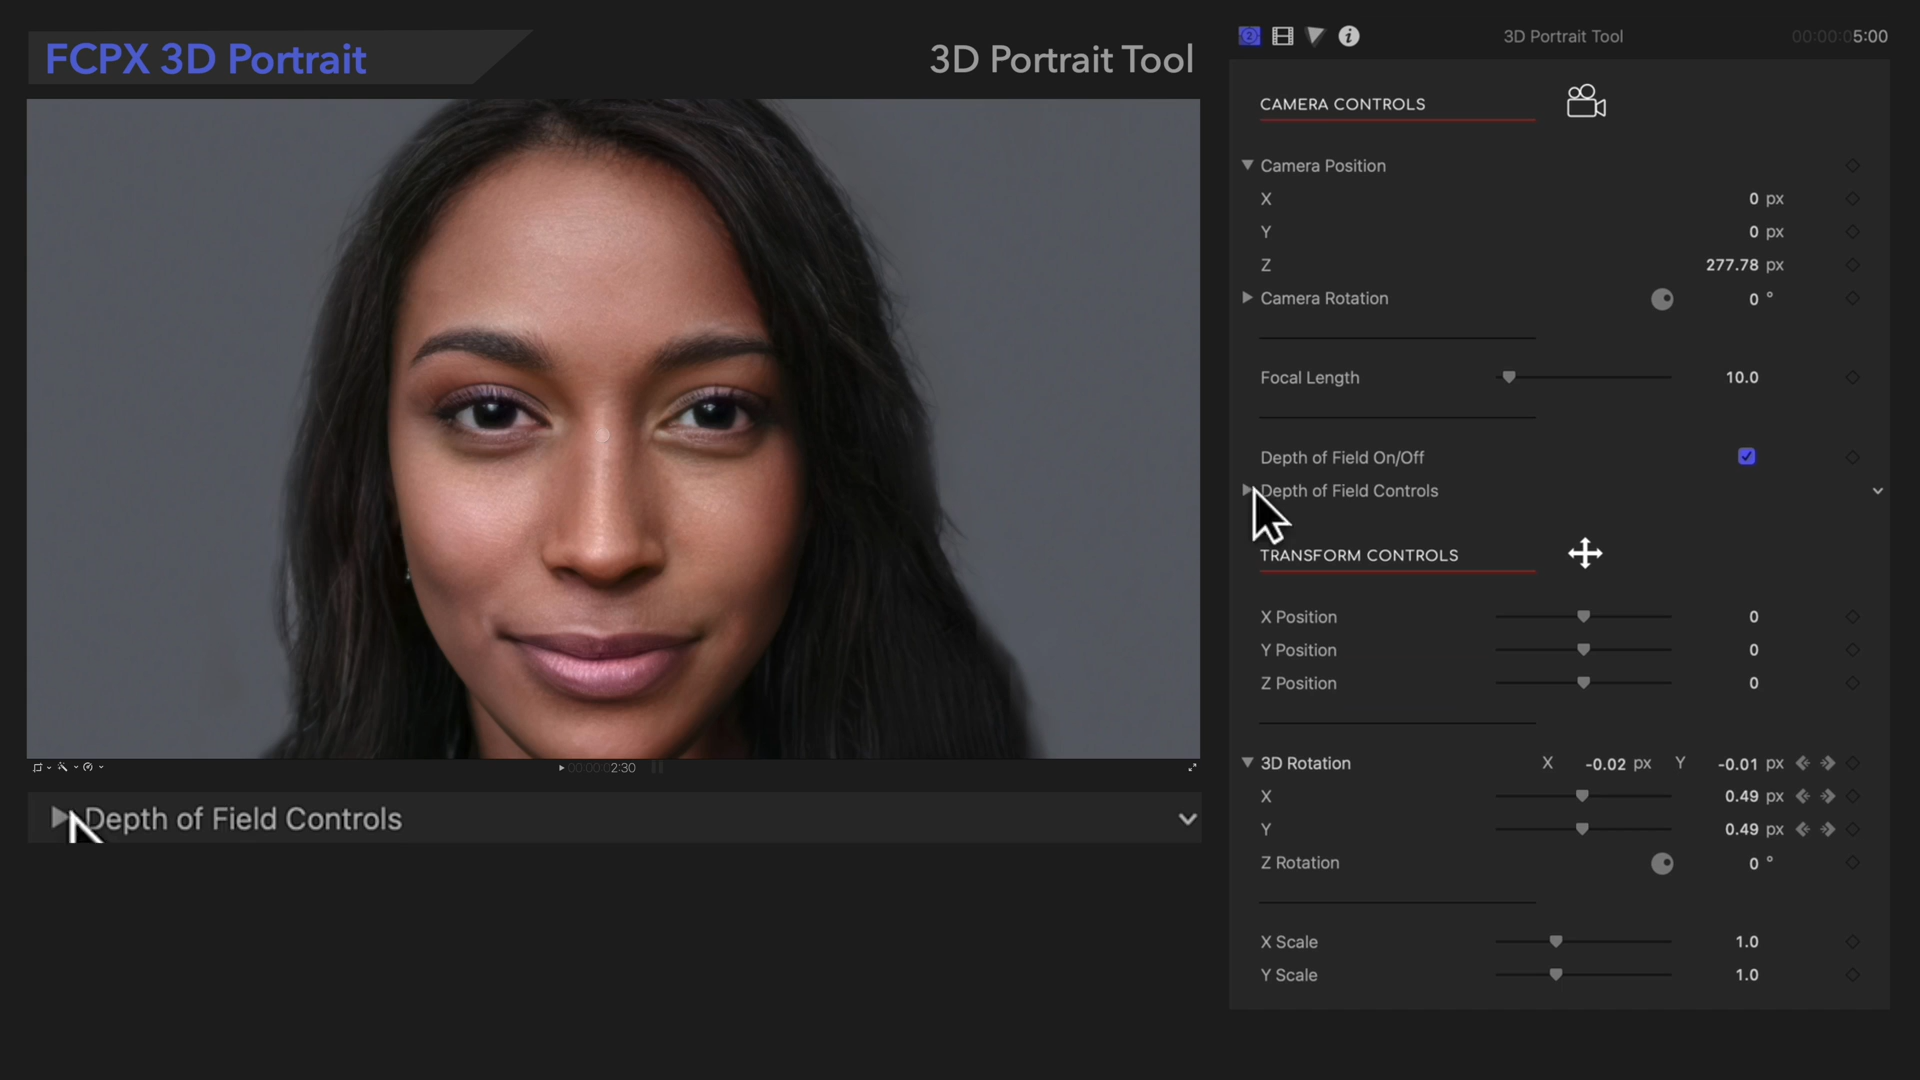 FCPX 3D Portrait
3D Portrait Tool
3D Portrait Tool
00:00:05:00
CAMERA CONTROLS
Camera Position
X 0 px
Y 0 px
Z 277.78 px
Camera Rotation 0 °
Focal Length 10.0
Depth of Field On/Off
Depth of Field Controls
TRANSFORM CONTROLS
X Position 0
Y Position 0
Z Position 0
3D Rotation X -0.02 px Y -0.01 px
X 0.49 px
Y 0.49 px
Z Rotation 0 °
X Scale 1.0
Y Scale 1.0
2:30
Depth of Field Controls